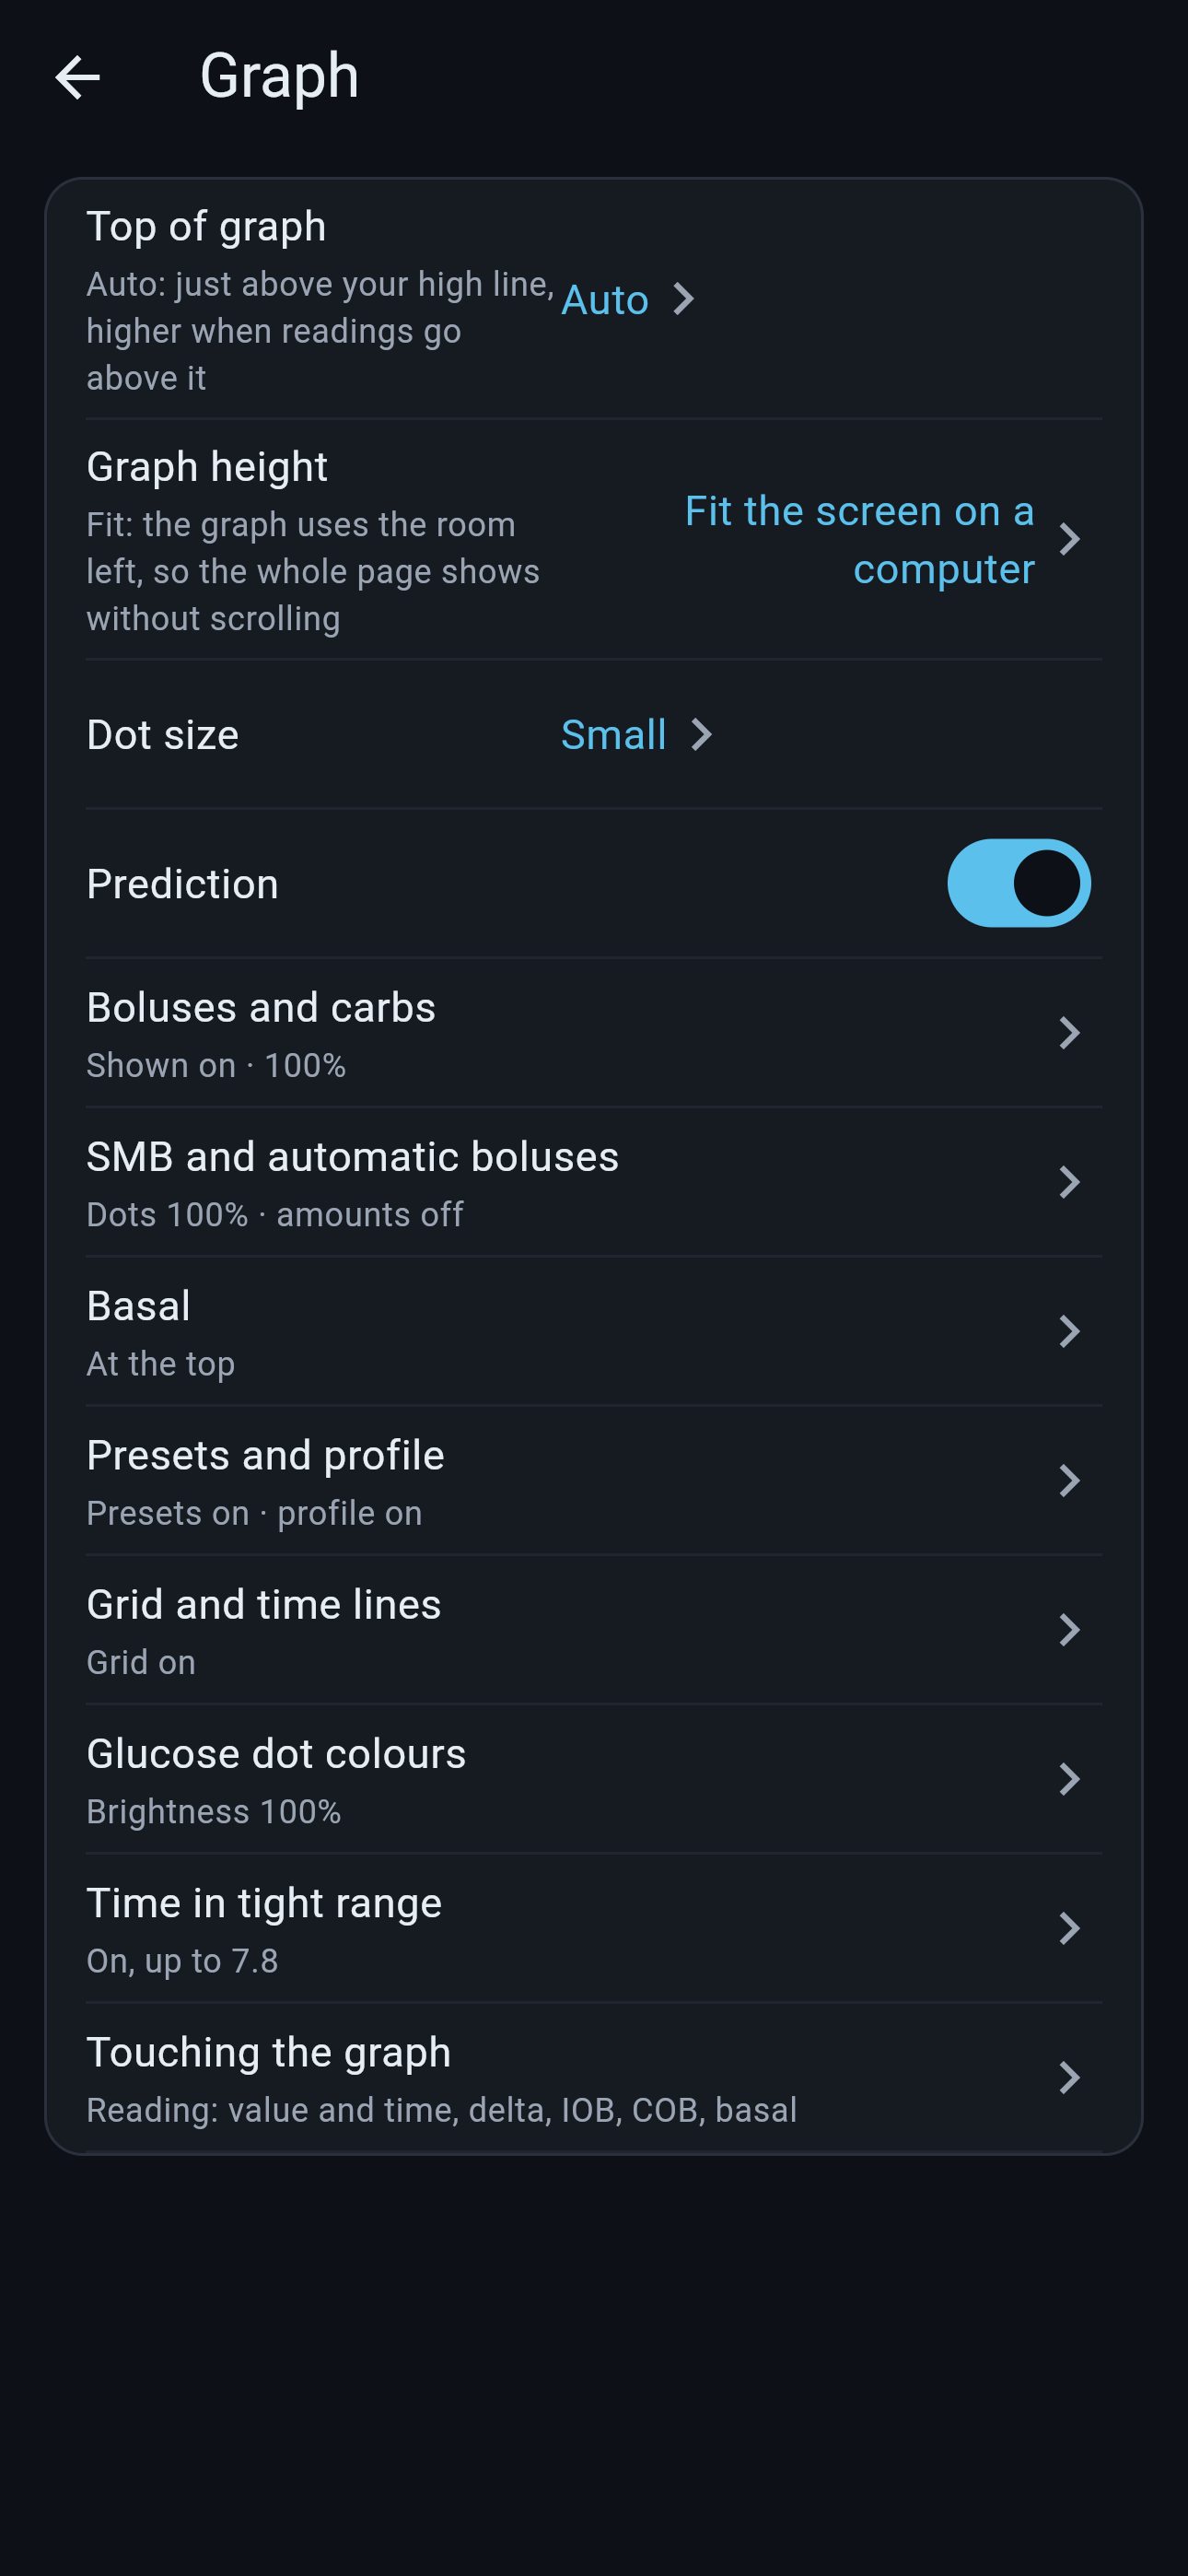 Graph
Top of graph
Auto: just above your high line,
higher when readings go
above it
Auto
Graph height
Fit: the graph uses the room
left, so the whole page shows
without scrolling
Fit the screen on a
computer
Dot size
Small
Prediction
Boluses and carbs
Shown on · 100%
SMB and automatic boluses
Dots 100% · amounts off
Basal
At the top
Presets and profile
Presets on · profile on
Grid and time lines
Grid on
Glucose dot colours
Brightness 100%
Time in tight range
On, up to 7.8
Touching the graph
Reading: value and time, delta, IOB, COB, basal